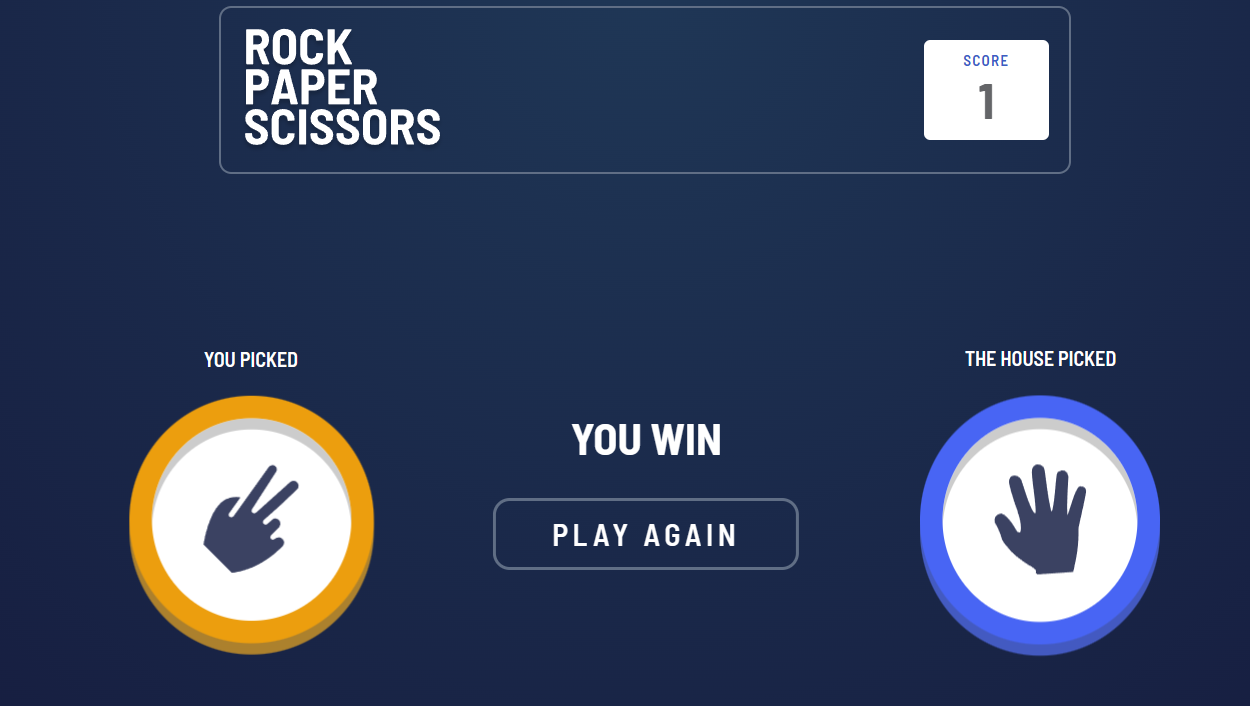 ROCK
PAPER
SCISSORS
SCORE
1
YOU PICKED
THE HOUSE PICKED
YOU WIN
PLAY AGAIN